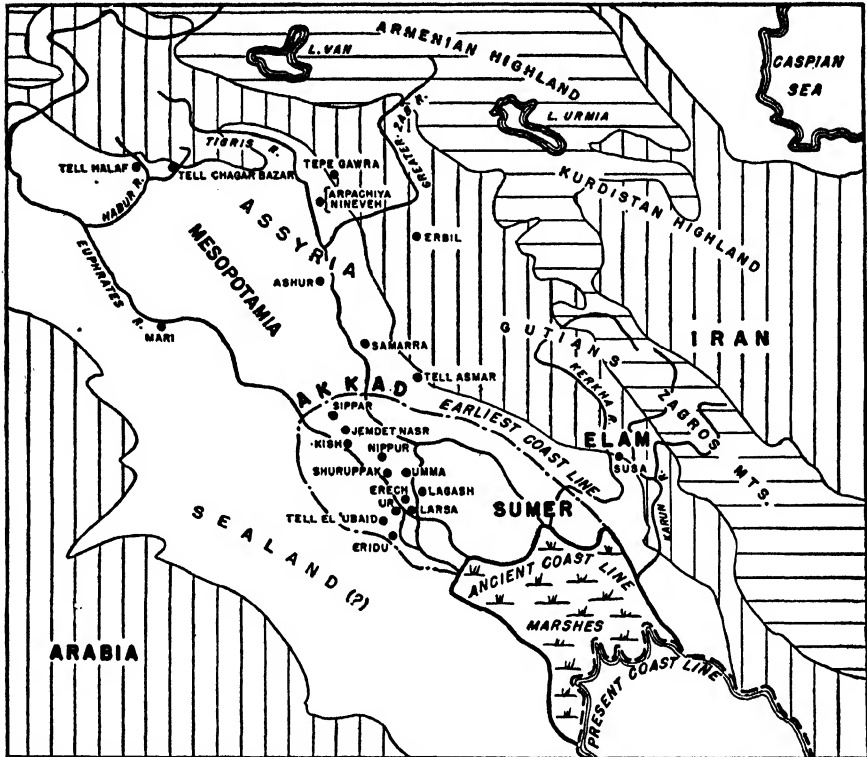 L. VAN
ARMENIAN HIGHLAND
CASPIAN
SEA
L. URMIA
GREATER ZAB R.
TIGRIS R.
TELL HALAF
TELL CHAGAR BAZAR
TEPE GAWRA
HABUR R.
ARPACHIYA
NINEVEH
KURDISTAN HIGHLAND
ASSYRIA
MESOPOTAMIA
ERBIL
EUPHRATES R.
ASHUR
MARI
GUTIANS
IRAN
SAMARRA
KERKHA R.
TELL ASMAR
AKKAD
ZAGROS MTS.
SIPPAR
EARLIEST COAST LINE
JEMDET NASR
ELAM
KISH
NIPPUR
SUSA
SHURUPPAK
UMMA
KARUN R.
ERECH
LAGASH
UR
LARSA
SUMER
TELL EL UBAID
ERIDU
SEALAND (?)
ANCIENT COAST LINE
MARSHES
ARABIA
PRESENT COAST LINE